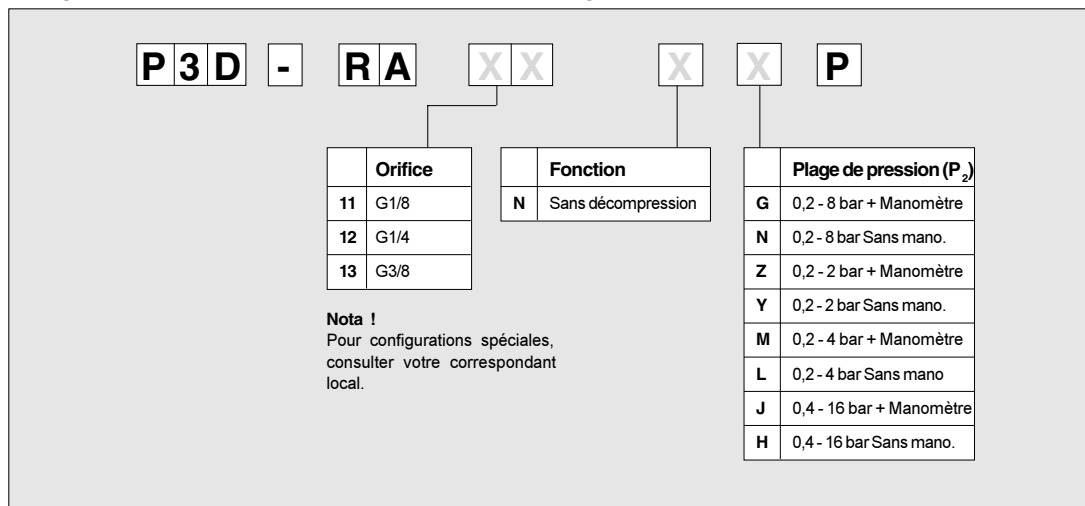 P3D - RA XX X X P
Orifice
11 G1/8
12 G1/4
13 G3/8
Nota !
Pour configurations spéciales,
consulter votre correspondant
local.
Fonction
N Sans décompression
Plage de pression (P2)
G 0,2 - 8 bar + Manomètre
N 0,2 - 8 bar Sans mano.
Z 0,2 - 2 bar + Manomètre
Y 0,2 - 2 bar Sans mano.
M 0,2 - 4 bar + Manomètre
L 0,2 - 4 bar Sans mano
J 0,4 - 16 bar + Manomètre
H 0,4 - 16 bar Sans mano.